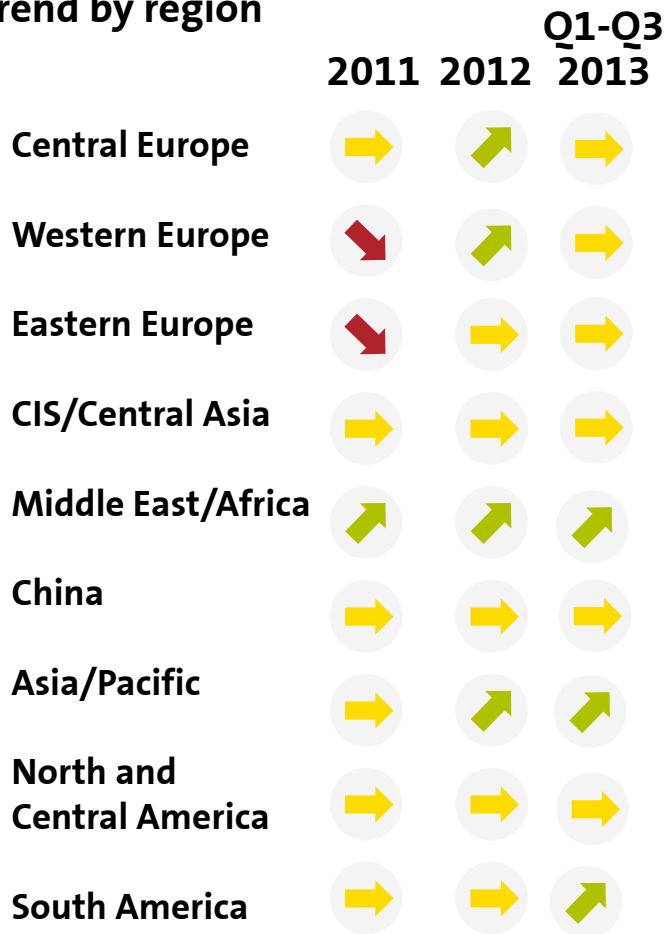 by region
Q1-Q3
2011 2012 2013
Central Europe
Western Europe
Eastern Europe
CIS/Central Asia
Middle East/Africa
China
Asia/Pacific
North and
Central America
South America